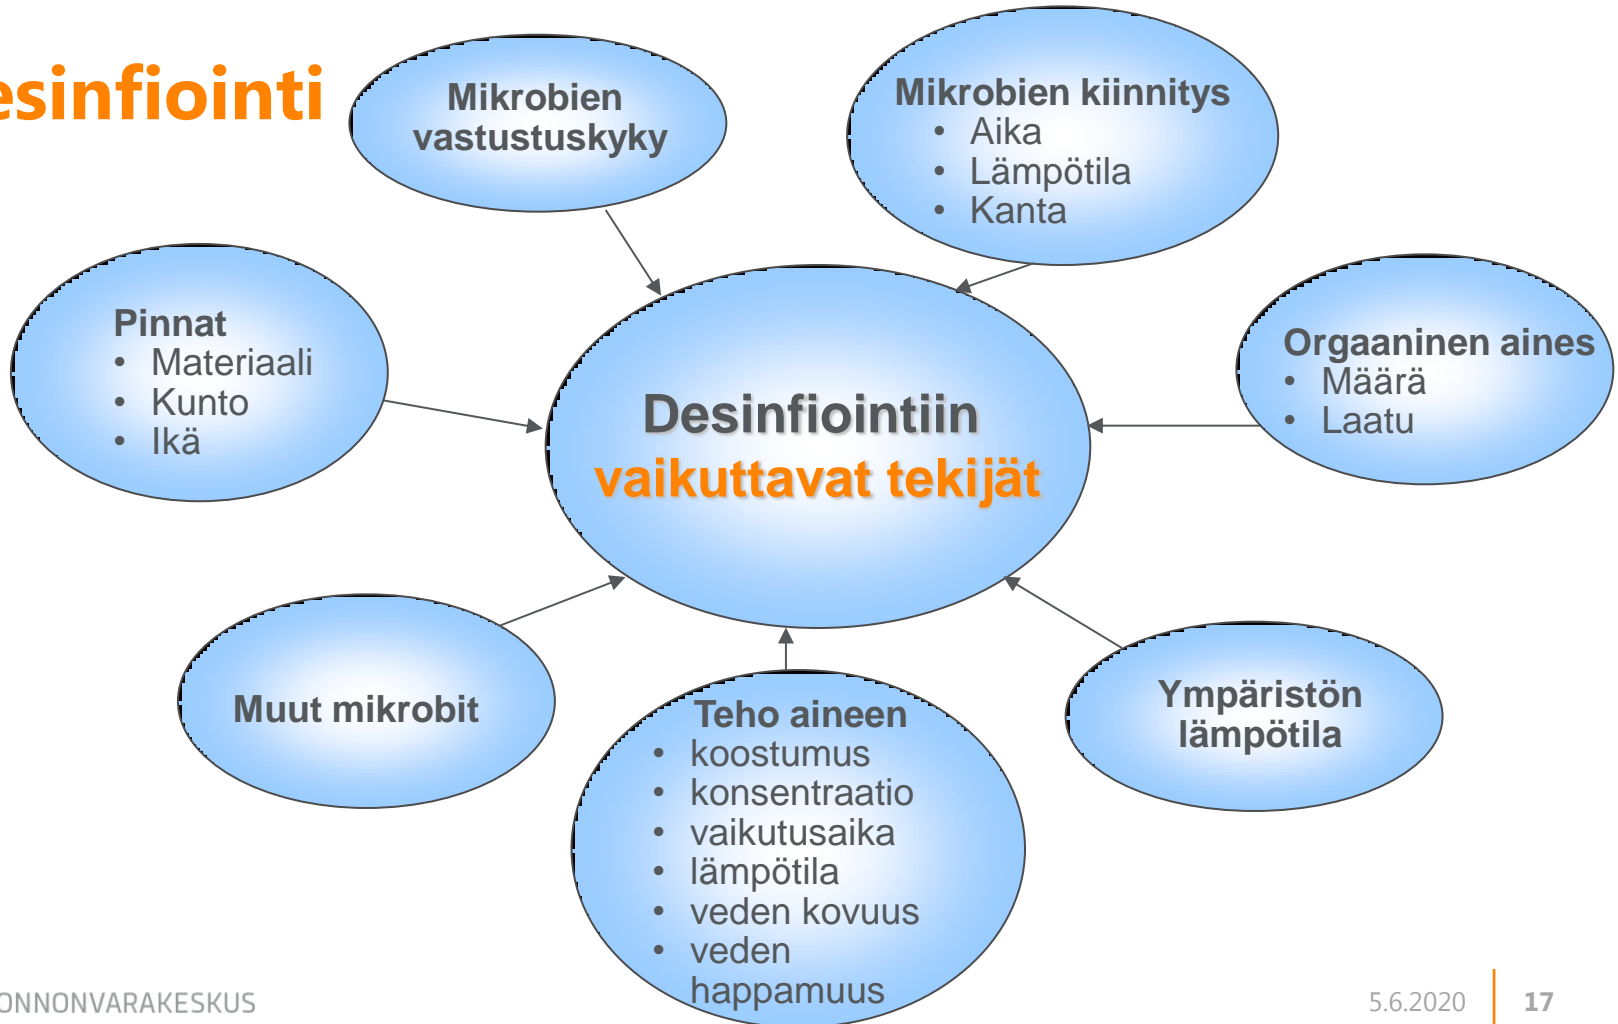 esinfiointi
Mikrobien
vastustuskyky
Mikrobien kiinnitys
• Aika
• Lämpötila
• Kanta
Pinnat
• Materiaali
• Kunto
• Ikä
Orgaaninen aines
• Määrä
• Laatu
Desinfiointiin
vaikuttavat tekijät
Muut mikrobit
Teho aineen
• koostumus
• konsentraatio
• vaikutusaika
• lämpötila
• veden kovuus
• veden
happamuus
Ympäristön
lämpötila
ONNONVARAKESKUS
5.6.2020
17